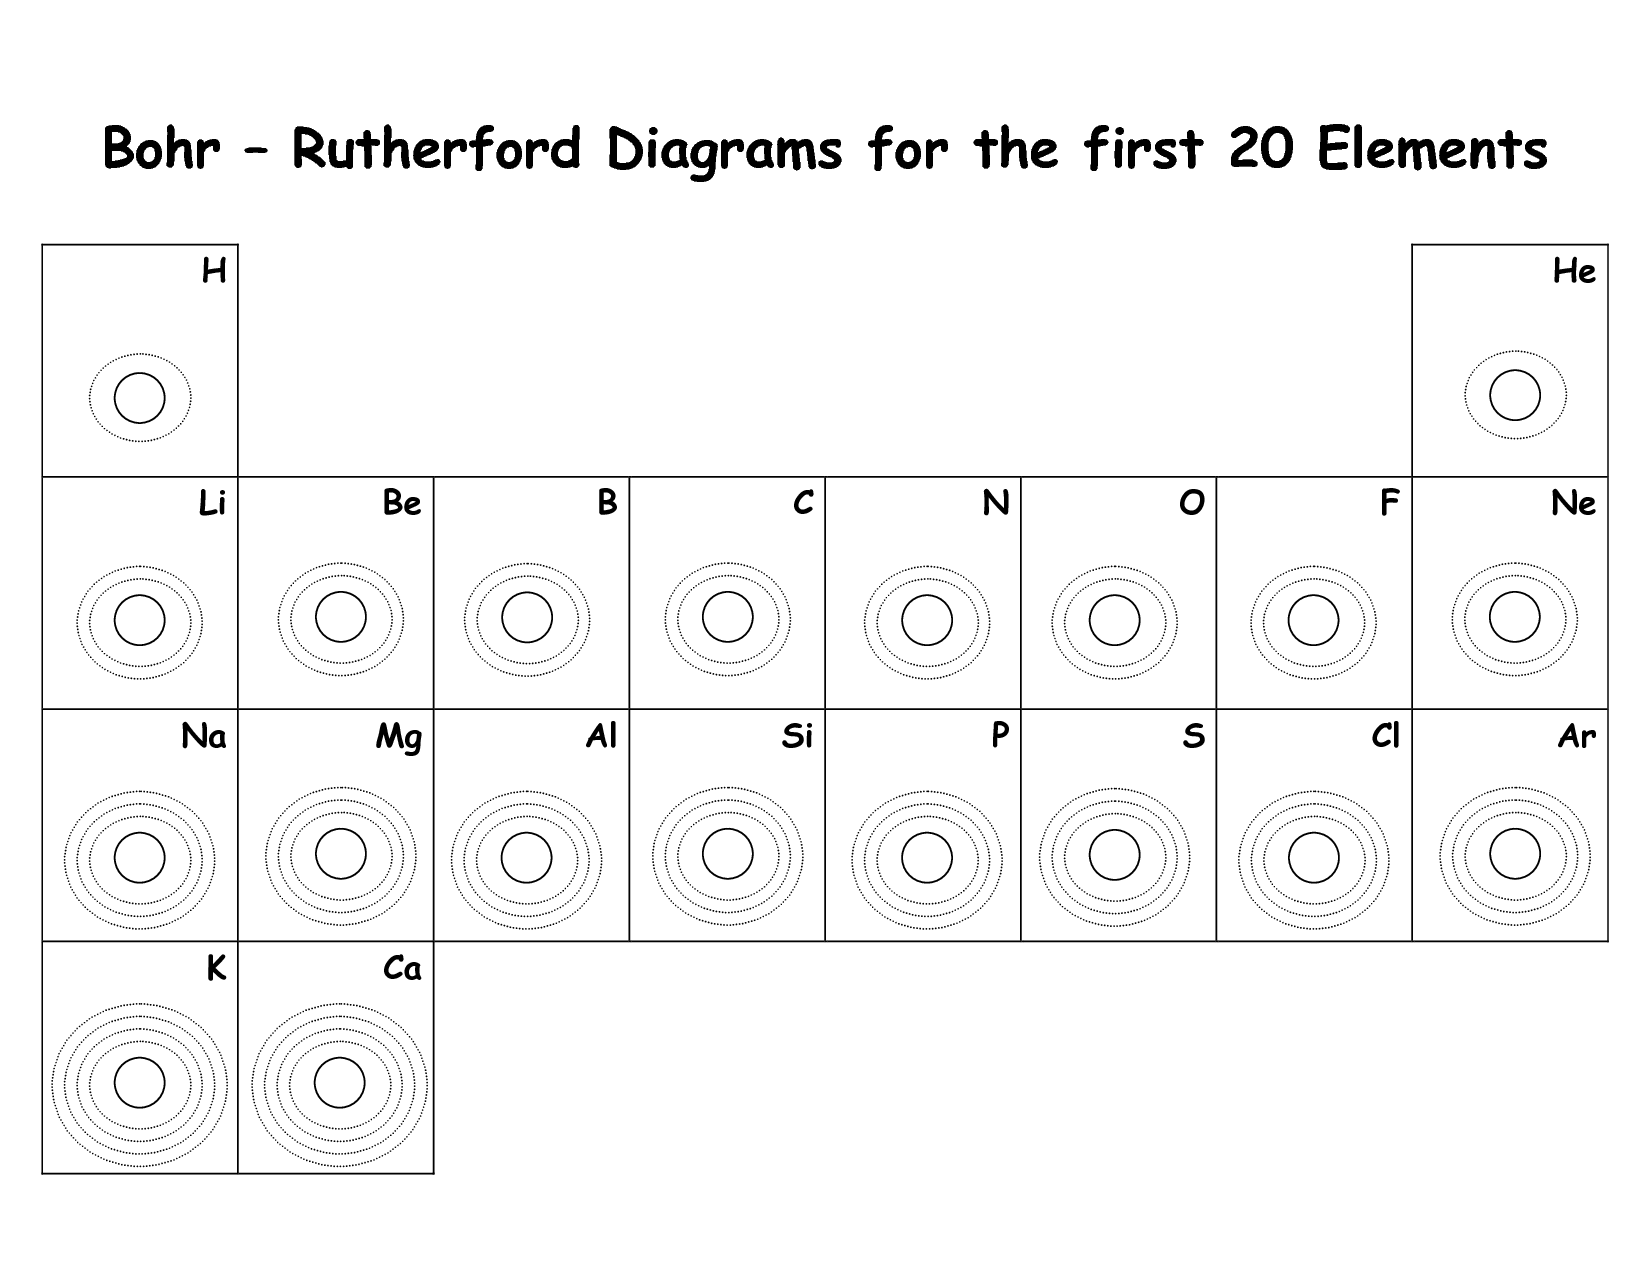 Bohr – Rutherford Diagrams for the first 20 Elements
H He
Li Be B C N O F Ne
Na Mg Al Si P S Cl Ar
K Ca